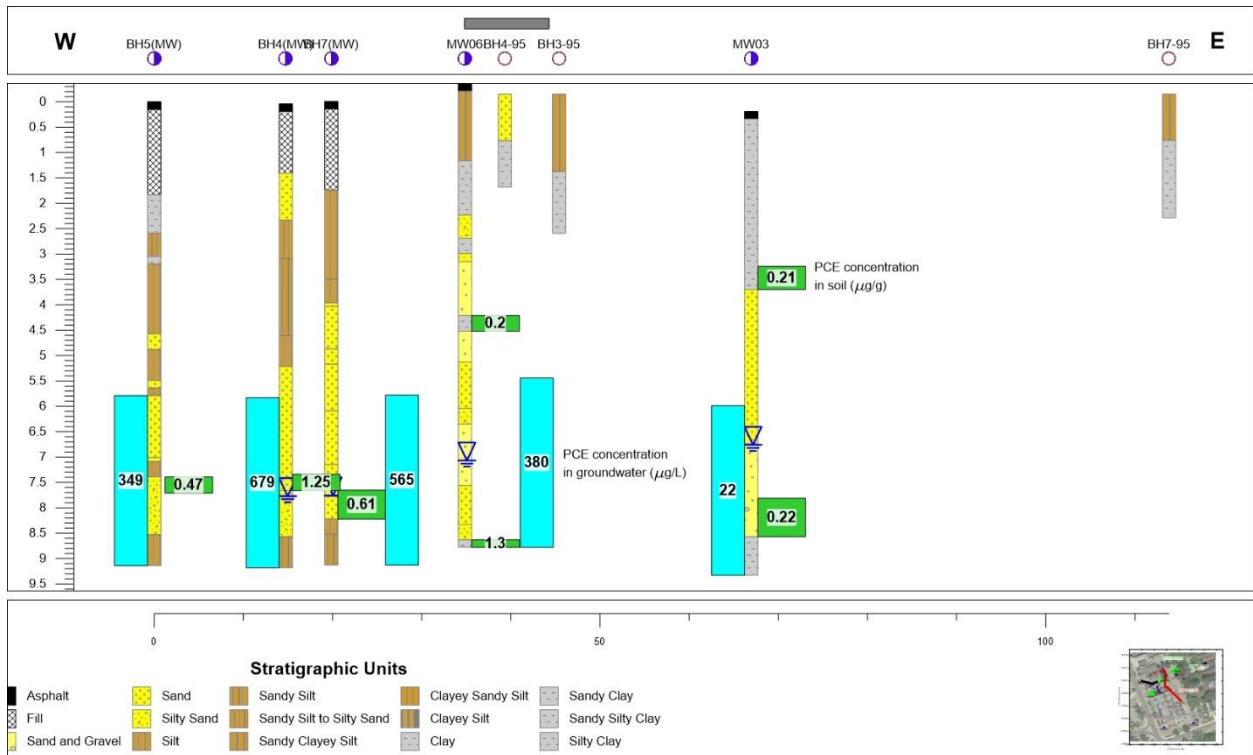 W
BH5(MW)
BH4(MW)
BH7(MW)
MW06
BH4-95
BH3-95
MW03
BH7-95
E
0
0.5
1
1.5
2
2.5
3
3.5
4
4.5
5
5.5
6
6.5
7
7.5
8
8.5
9
9.5
0.21
PCE concentration
in soil (μg/g)
0.2
380
PCE concentration
in groundwater (μg/L)
349
0.47
679
1.25
0.61
565
1.3
22
0.22
0
50
100
Stratigraphic Units
Asphalt
Fill
Sand and Gravel
Sand
Silty Sand
Silt
Sandy Silt
Sandy Silt to Silty Sand
Sandy Clayey Silt
Clayey Sandy Silt
Clayey Silt
Clay
Sandy Clay
Sandy Silty Clay
Silty Clay